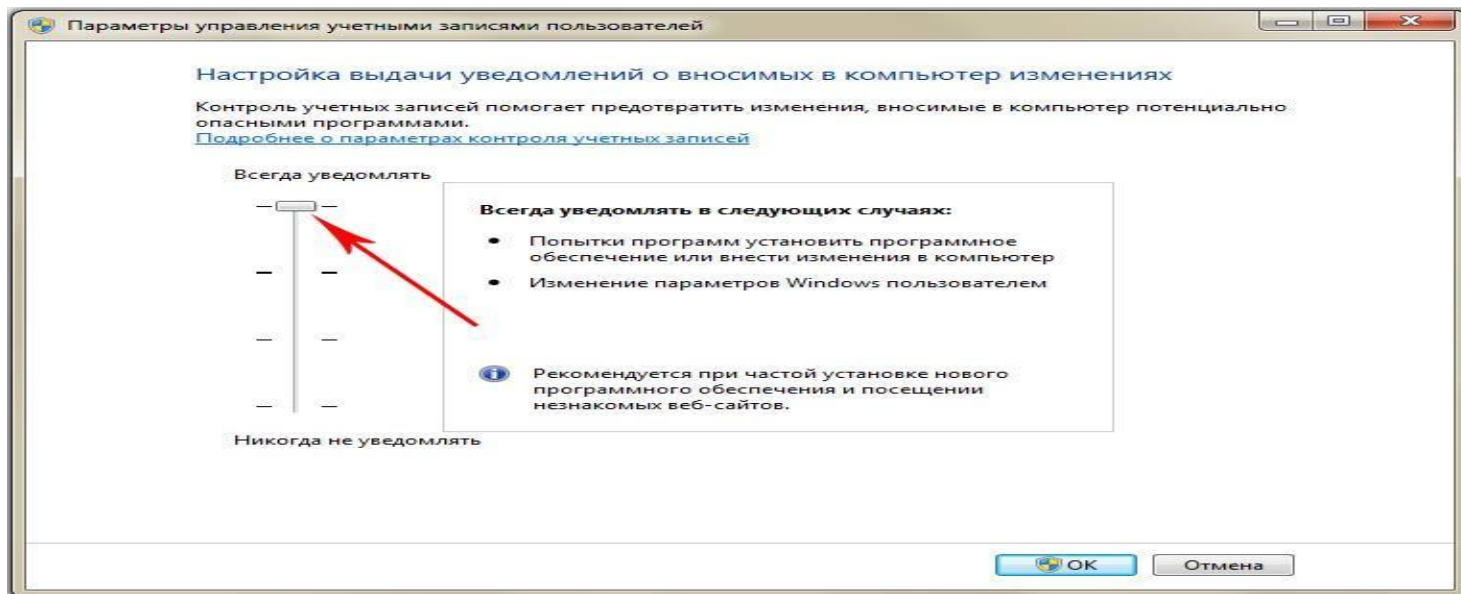 Параметры управления учетными записями пользователей
Настройка выдачи уведомлений о вносимых в компьютер изменениях
Контроль учетных записей помогает предотвратить изменения, вносимые в компьютер потенциально
опасными программами.
Подробнее о параметрах контроля учетных записей
Всегда уведомлять
Всегда уведомлять в следующих случаях:
Попытки программ установить программное
обеспечение или внести изменения в компьютер
Изменение параметров Windows пользователем
Рекомендуется при частой установке нового
программного обеспечения и посещении
незнакомых веб-сайтов.
Никогда не уведомлять
OK
Отмена